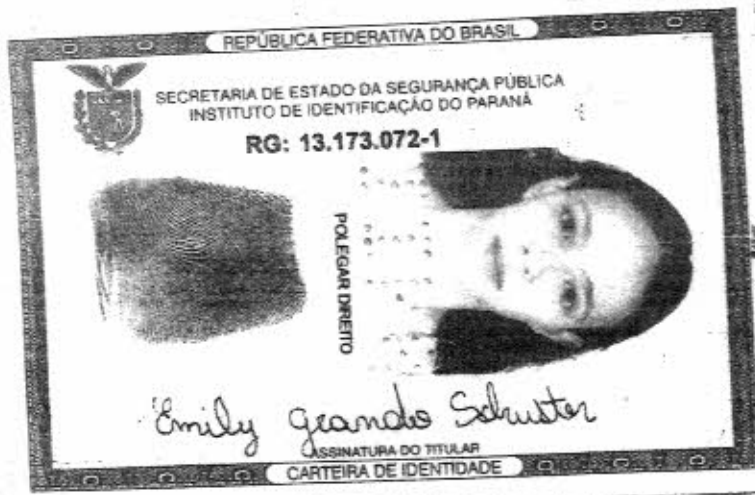 REPÚBLICA FEDERATIVA DO BRASIL
SECRETARIA DE ESTADO DA SEGURANÇA PÚBLICA
INSTITUTO DE IDENTIFICAÇÃO DO PARANÁ
RG: 13.173.072-1
POLEGAR DIREITO
Emily Grando Schuster
ASSINATURA DO TITULAR
CARTEIRA DE IDENTIDADE